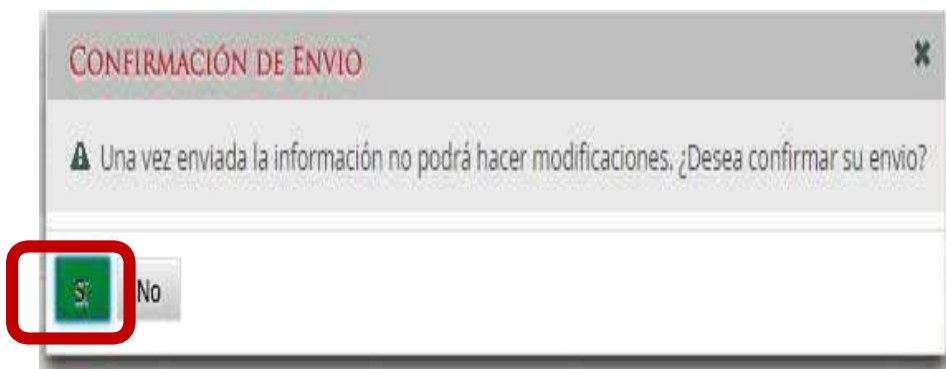 CONFIRMACIÓN DE ENVIO
Una vez enviada la información no podrá hacer modificaciones. ¿Desea confirmar su envio?
Si No